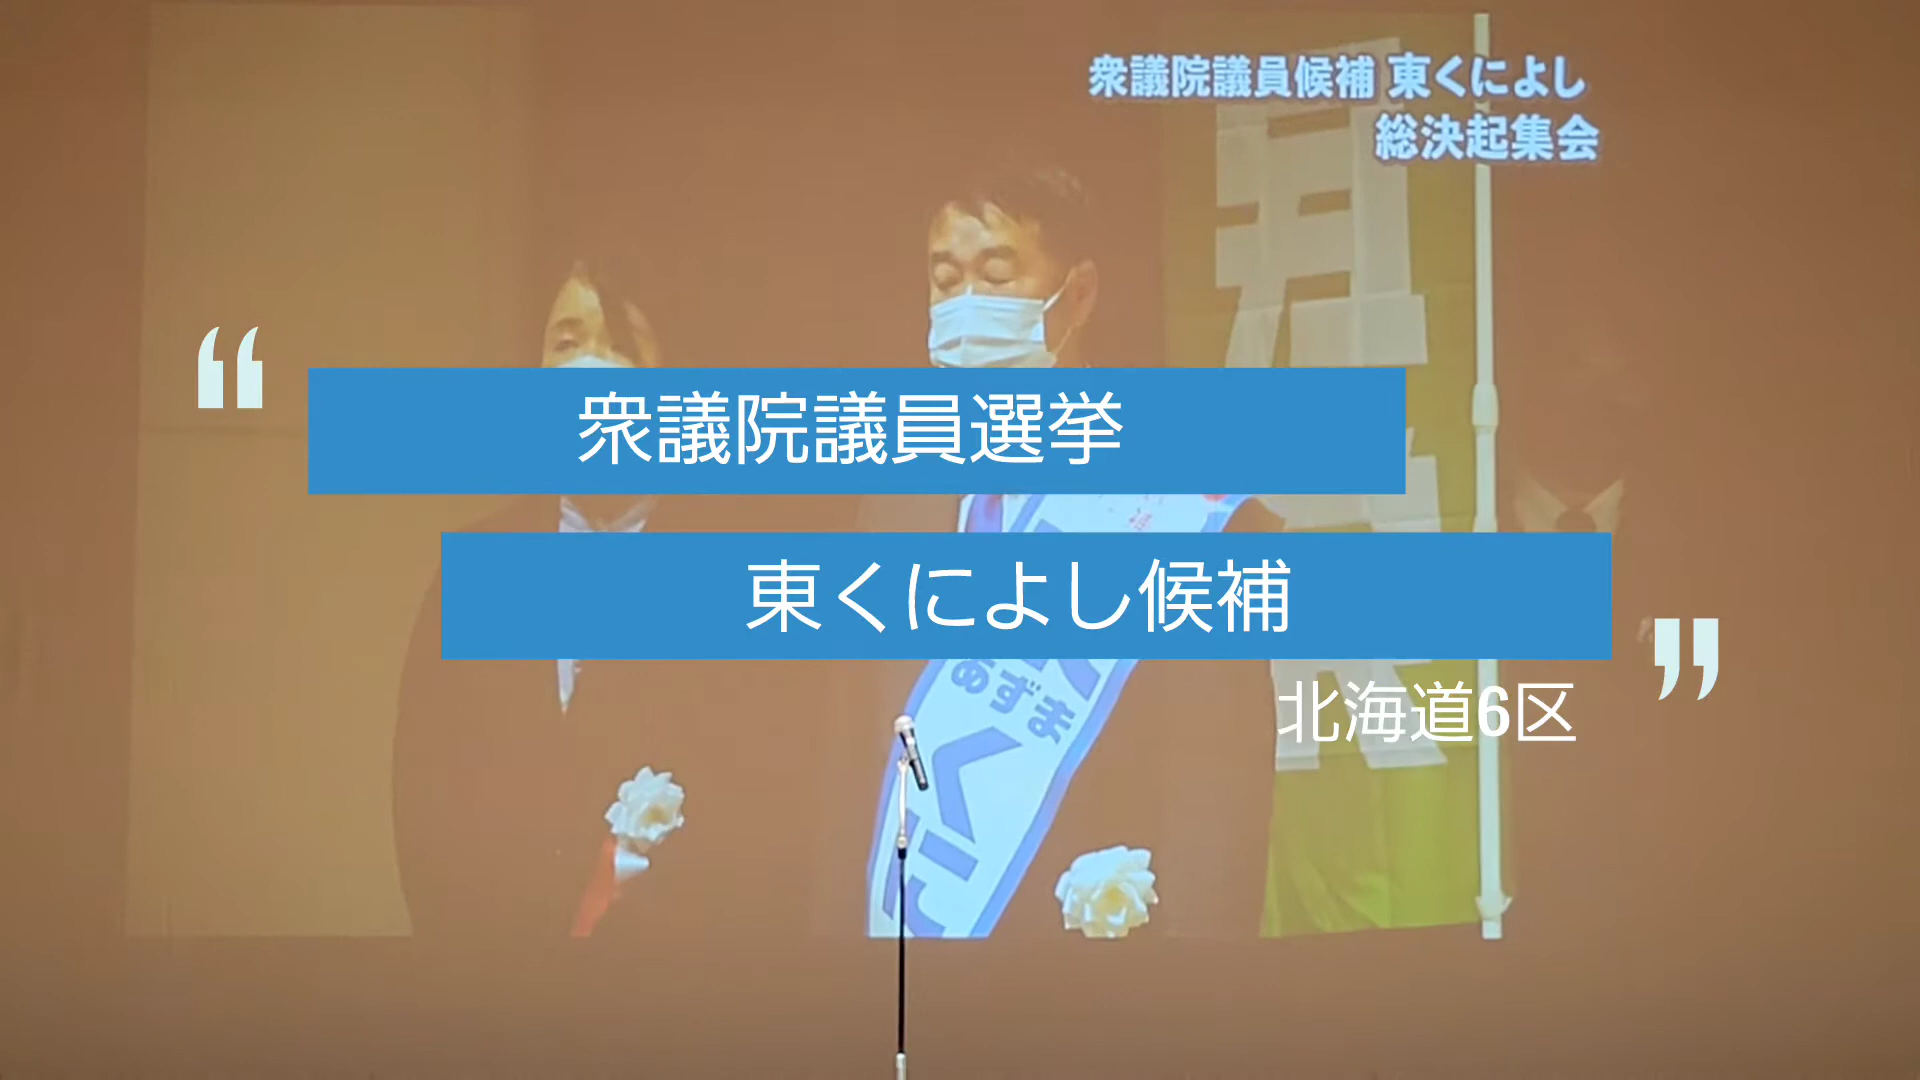 衆議院議員候補 東くによし
総決起集会
衆議院議員選挙
東くによし候補
北海道6区
あずま
くに